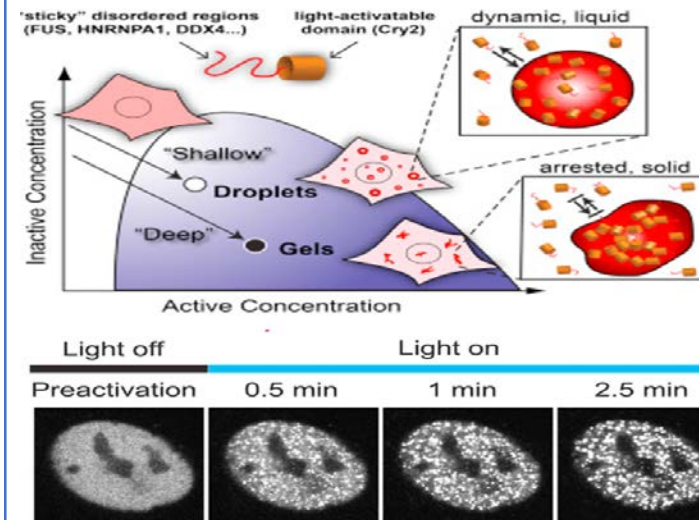 "sticky" disordered regions
(FUS, HNRNPA1, DDX4...)
light-activatable
domain (Cry2)
dynamic, liquid
Inactive Concentration
"Shallow"
Droplets
"Deep"
Gels
arrested, solid
Active Concentration
Light off
Light on
Preactivation
0.5 min
1 min
2.5 min